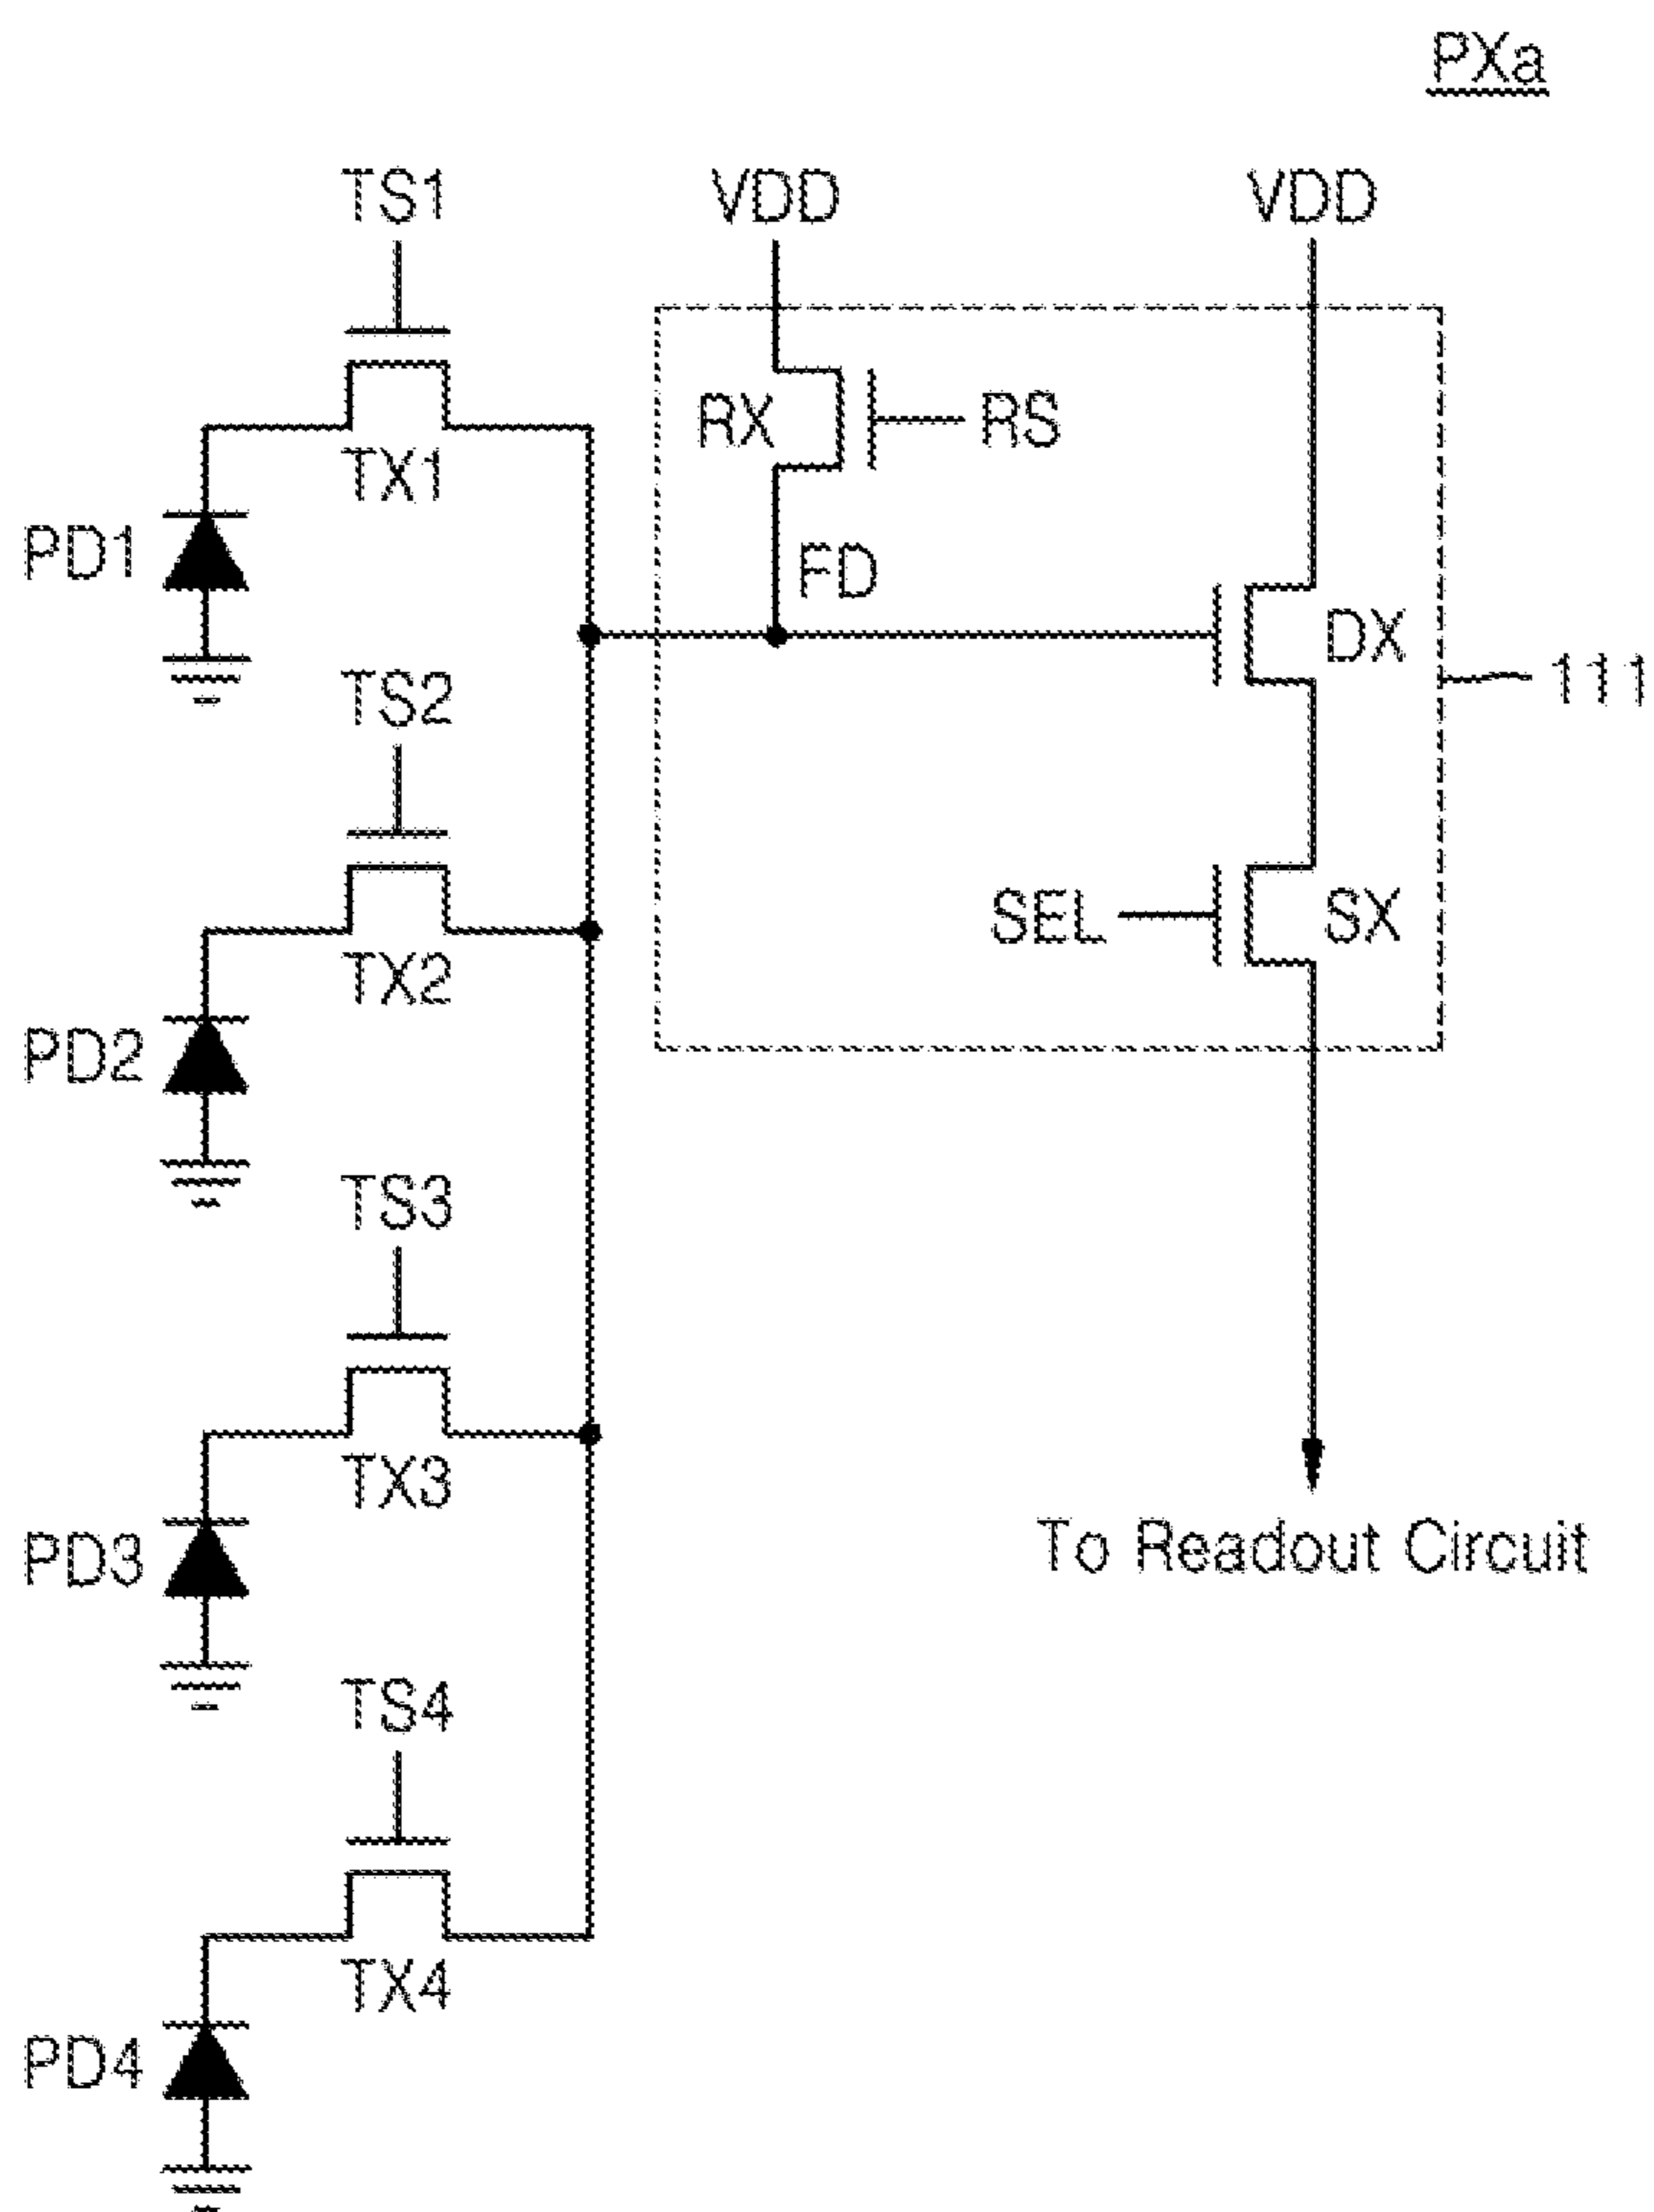 PXa
TS1
VDD
VDD
RX
RS
TX1
PD1
FD
DX
111
TS2
SEL
SX
TX2
PD2
TS3
TX3
To Readout Circuit
PD3
TS4
TX4
PD4